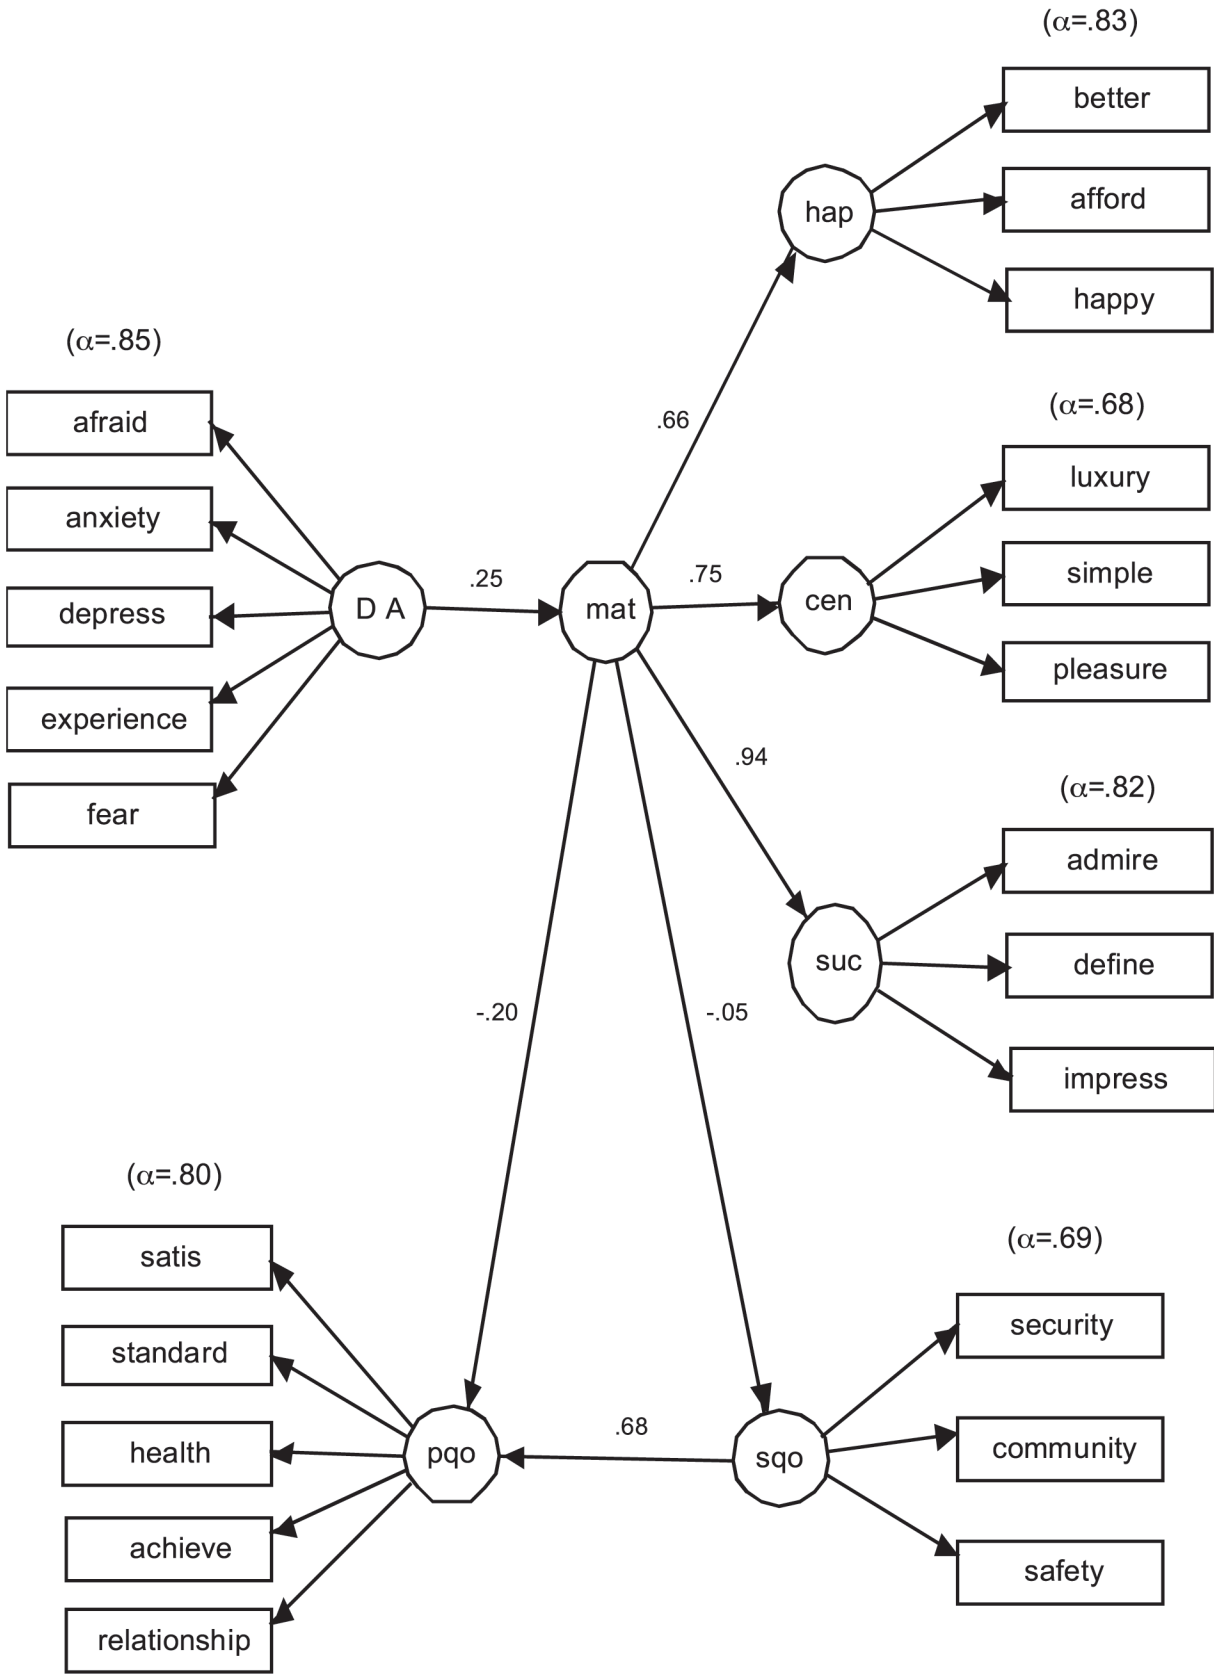 (α=.83)
better
afford
happy
hap
(α=.85)
afraid
anxiety
depress
experience
fear
D A
.25
mat
.66
.75
cen
(α=.68)
luxury
simple
pleasure
.94
suc
(α=.82)
admire
define
impress
-.20
-.05
(α=.80)
satis
standard
health
achieve
relationship
pqo
.68
sqo
(α=.69)
security
community
safety